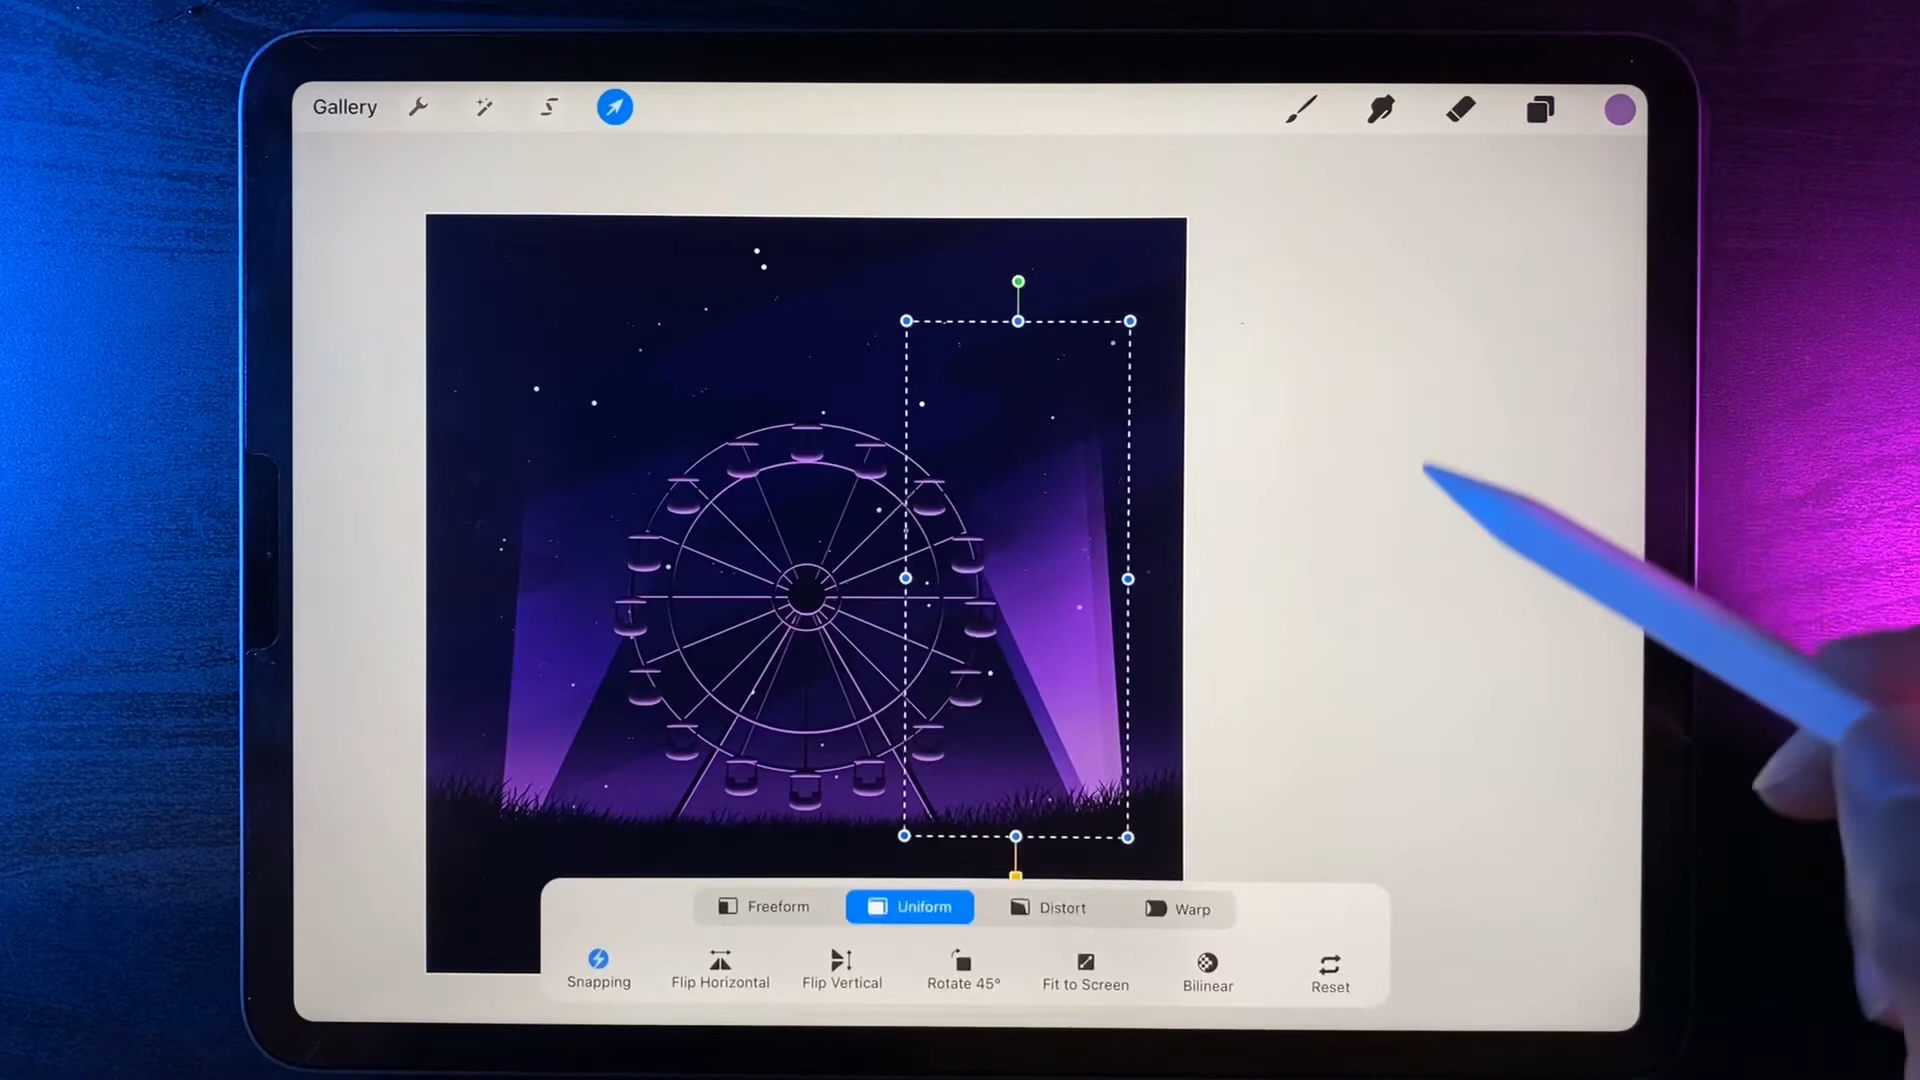 Gallery
Freeform
Uniform
Distort
Warp
Snapping
Flip Horizontal
Flip Vertical
Rotate 45°
Fit to Screen
Bilinear
Reset